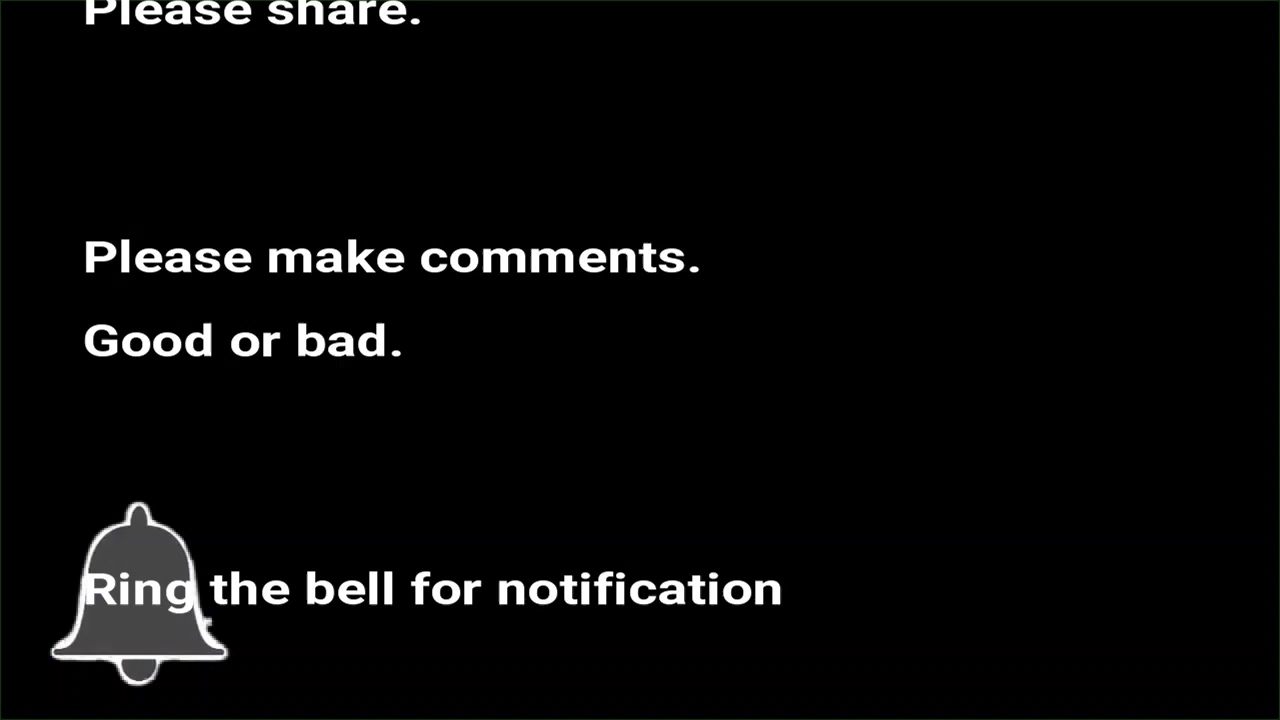 Please share.
Please make comments.
Good or bad.
Ring the bell for notification